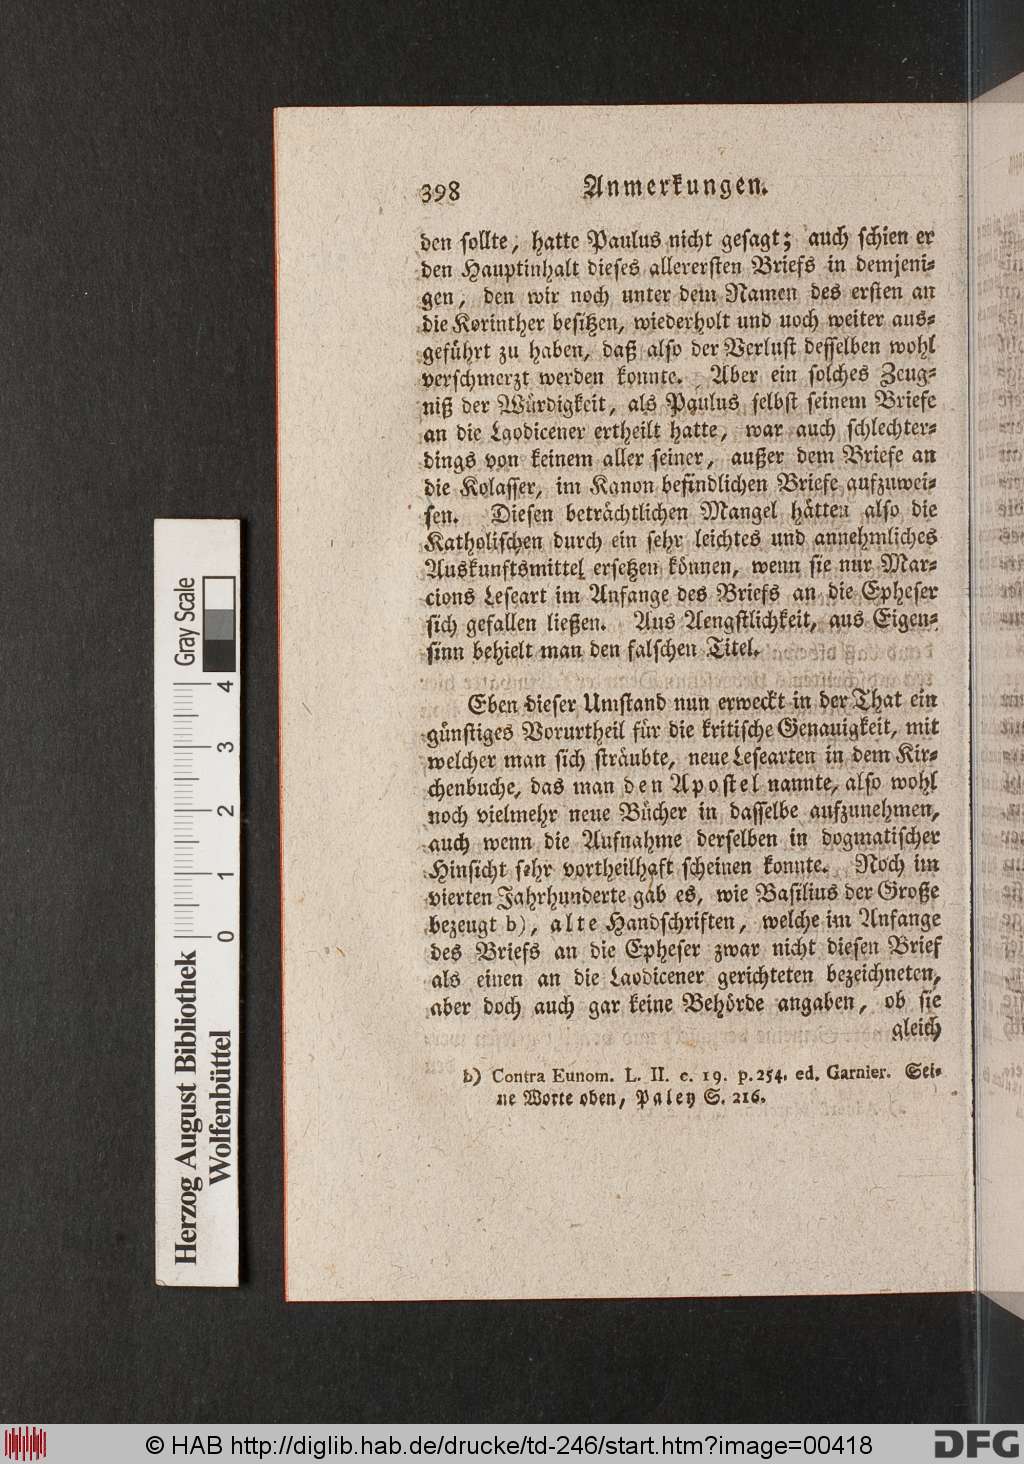 398 Anmerkungen.
den sollte, hatte Paulus nicht gesagt; auch schien er
den Hauptinhalt dieses allerersten Briefs in demjeni-
gen, den wir noch unter dem Namen des ersten an
die Korinther besitzen, wiederholt und uoch weiter aus-
geführt zu haben, daß also der Verlust desselben wohl
verschmerzt werden konnte. Aber ein solches Zeug-
niß der Würdigkeit, als Paulus selbst seinem Briefe
an die Laodicener ertheilt hatte, war auch schlechter-
dings von keinem aller seiner, außer dem Briefe an
die Kolasser, im Kanon befindlichen Briefe aufzuwei-
sen. Diesen beträchtlichen Mangel hätten also die
Katholischen durch ein sehr leichtes und annehmliches
Auskunftsmittel ersetzen können, wenn sie nur Mar-
cions Leseart im Anfange des Briefs an die Epheser
sich gefallen ließen. Aus Aengstlichkeit, aus Eigen-
sinn behielt man den falschen Titel.
Eben dieser Umstand nun erweckt in der That ein
günstiges Vorurtheil für die kritische Genauigkeit, mit
welcher man sich sträubte, neue Lesearten in dem Kir-
chenbuche, das man den Apostel nannte, also wohl
noch vielmehr neue Bücher in dasselbe aufzunehmen,
auch wenn die Aufnahme derselben in dogmatischer
Hinsicht sehr vortheilhaft scheinen konnte. Noch im
vierten Jahrhunderte gab es, wie Basilius der Große
bezeugt b), alte Handschriften, welche im Anfange
des Briefs an die Epheser zwar nicht diesen Brief
als einen an die Laodicener gerichteten bezeichneten,
aber doch auch gar keine Behörde angaben, ob sie
gleich
b) Contra Eunom. L. II. c. 19. p. 254. ed. Garnier. Sei-
ne Worte oben, Paley S. 216.
Herzog August Bibliothek
Wolfenbüttel
0 1 2 3 4
Gray Scale
© HAB http://diglib.hab.de/drucke/td-246/start.htm?image=00418
DFG